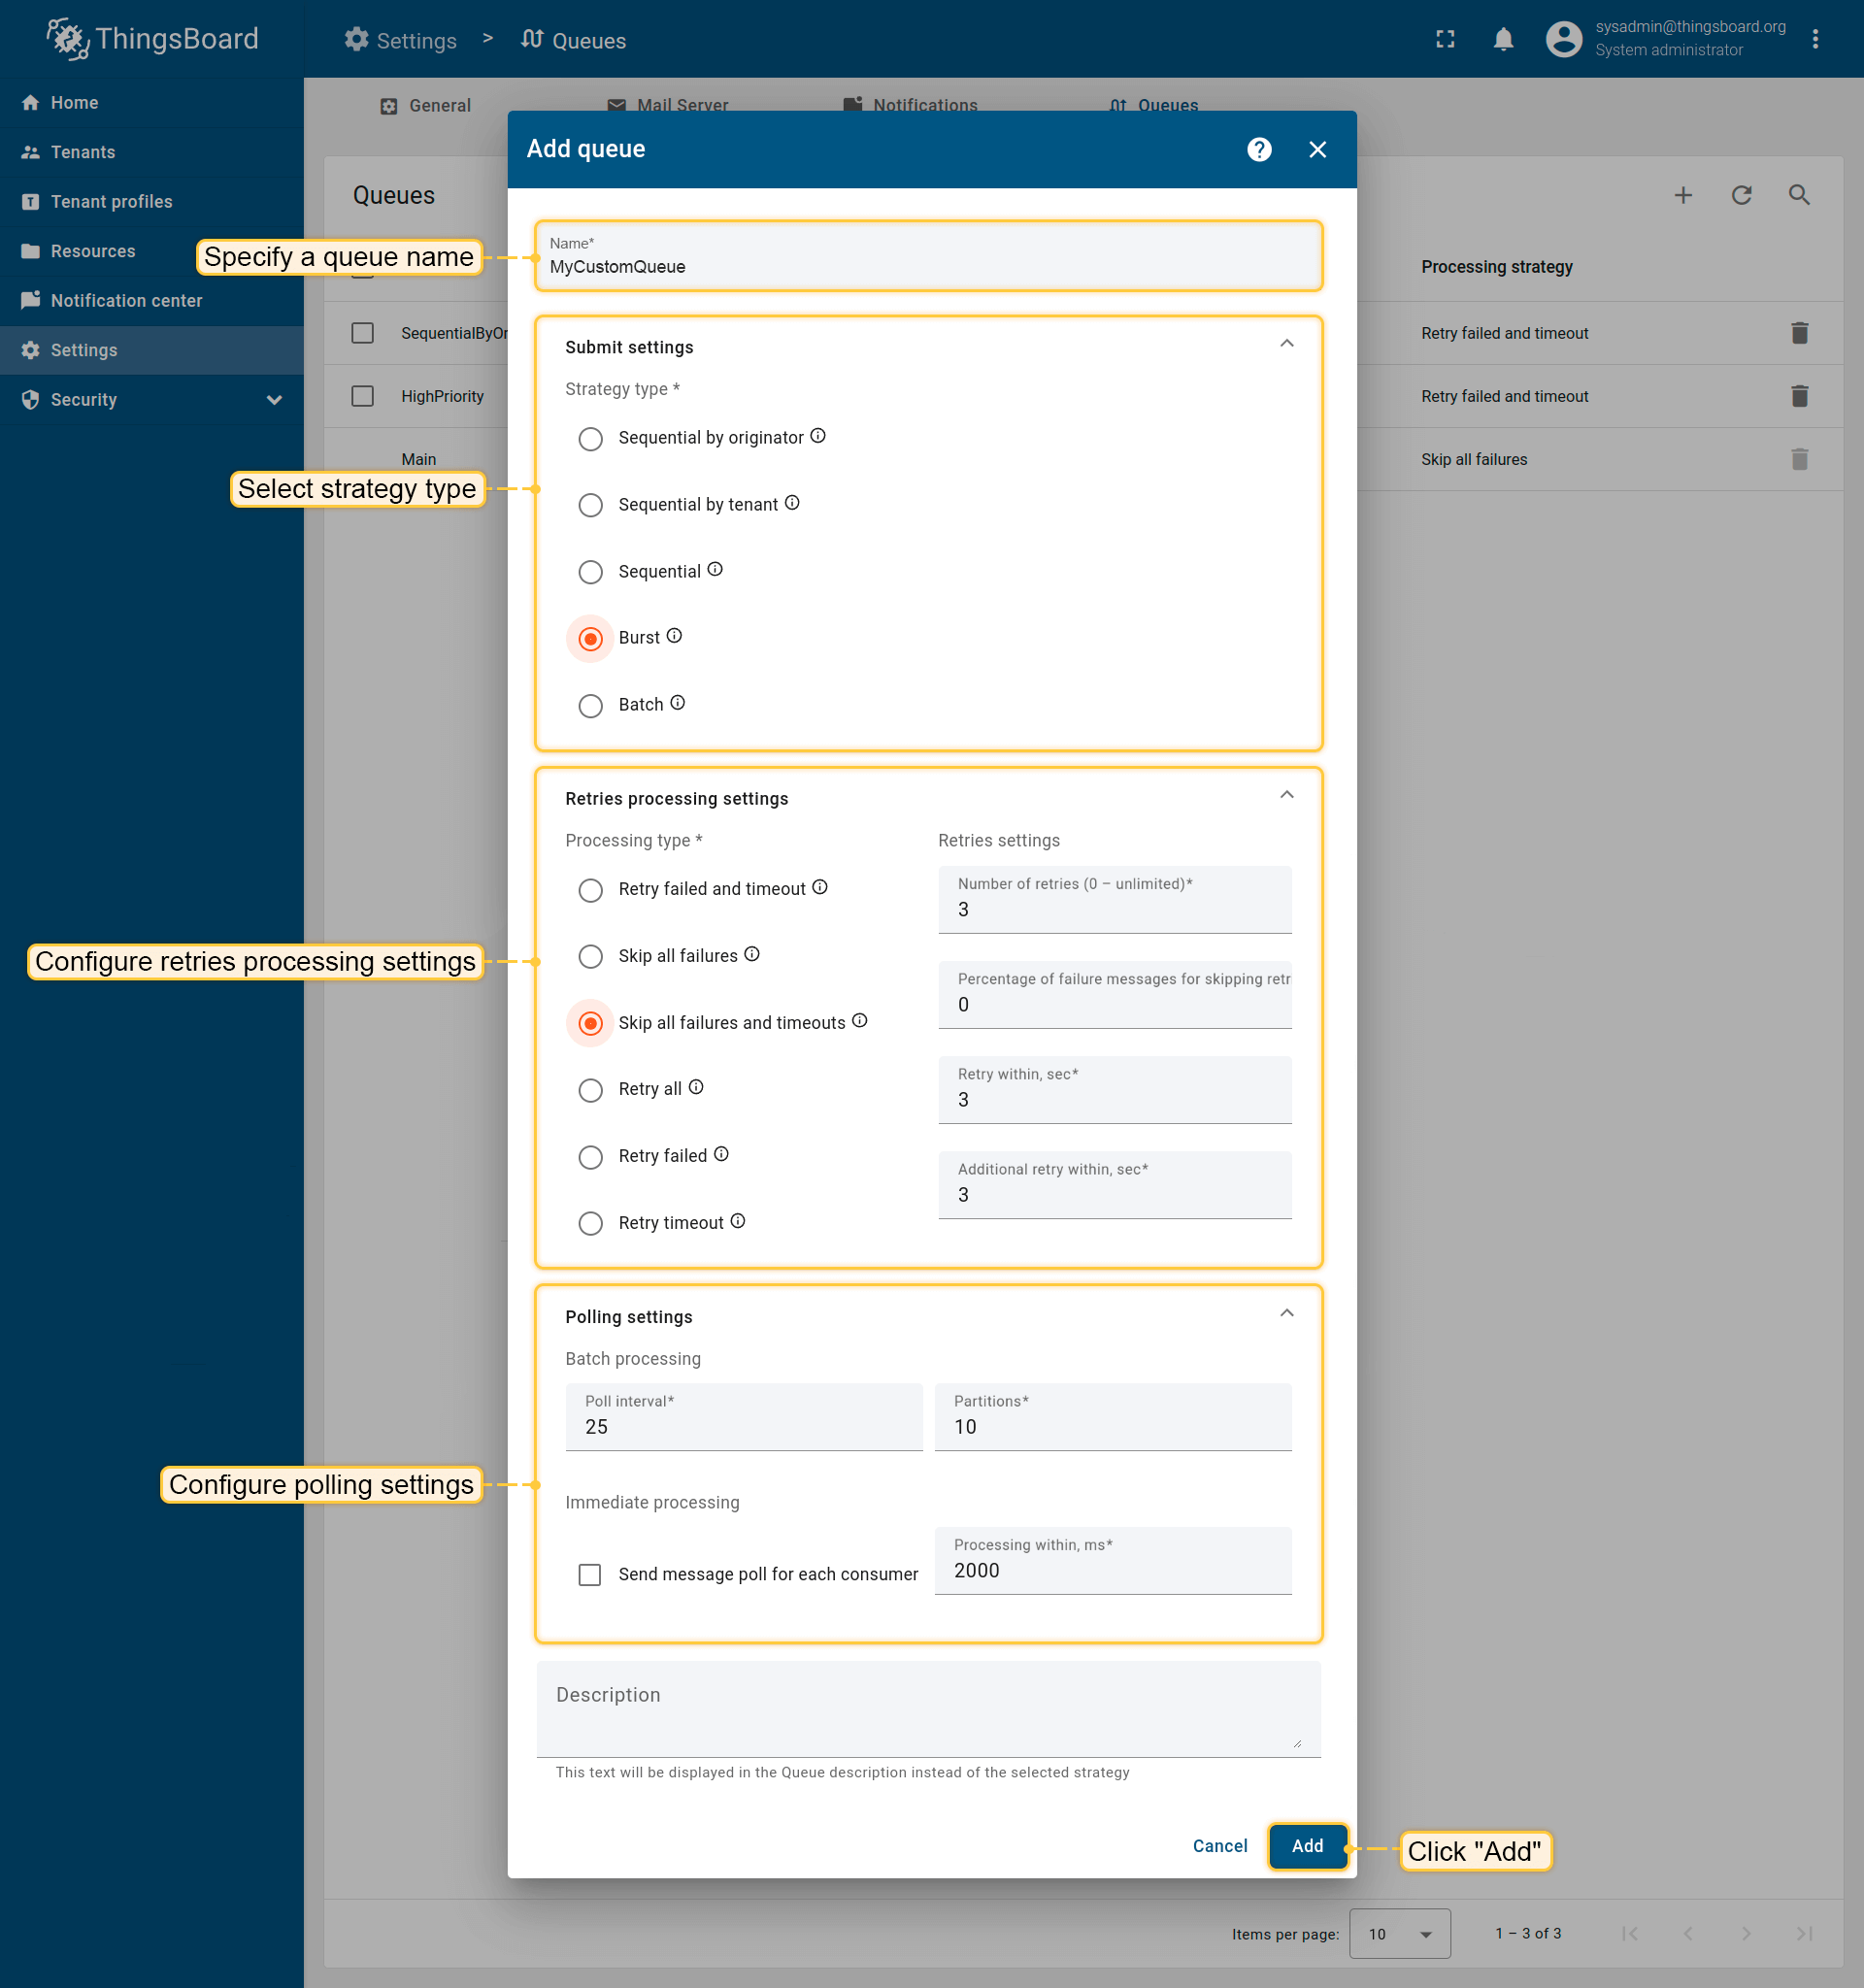 ThingsBoard
Settings > Queues
sysadmin@thingsboard.org
System administrator
Home
Tenants
Tenant profiles
Resources
Notification center
Settings
Security
General
Mail Server
Notifications
Queues
Queues
Processing strategy
SequentialByOr
Retry failed and timeout
HighPriority
Retry failed and timeout
Main
Skip all failures
Add queue
Specify a queue name
Name*
MyCustomQueue
Select strategy type
Submit settings
Strategy type *
Sequential by originator
Sequential by tenant
Sequential
Burst
Batch
Configure retries processing settings
Retries processing settings
Processing type *
Retry failed and timeout
Skip all failures
Skip all failures and timeouts
Retry all
Retry failed
Retry timeout
Retries settings
Number of retries (0 – unlimited)*
3
Percentage of failure messages for skipping retr
0
Retry within, sec*
3
Additional retry within, sec*
3
Configure polling settings
Polling settings
Batch processing
Poll interval*
25
Partitions*
10
Immediate processing
Send message poll for each consumer
Processing within, ms*
2000
Description
This text will be displayed in the Queue description instead of the selected strategy
Cancel
Add
Click "Add"
Items per page: 10
1 – 3 of 3